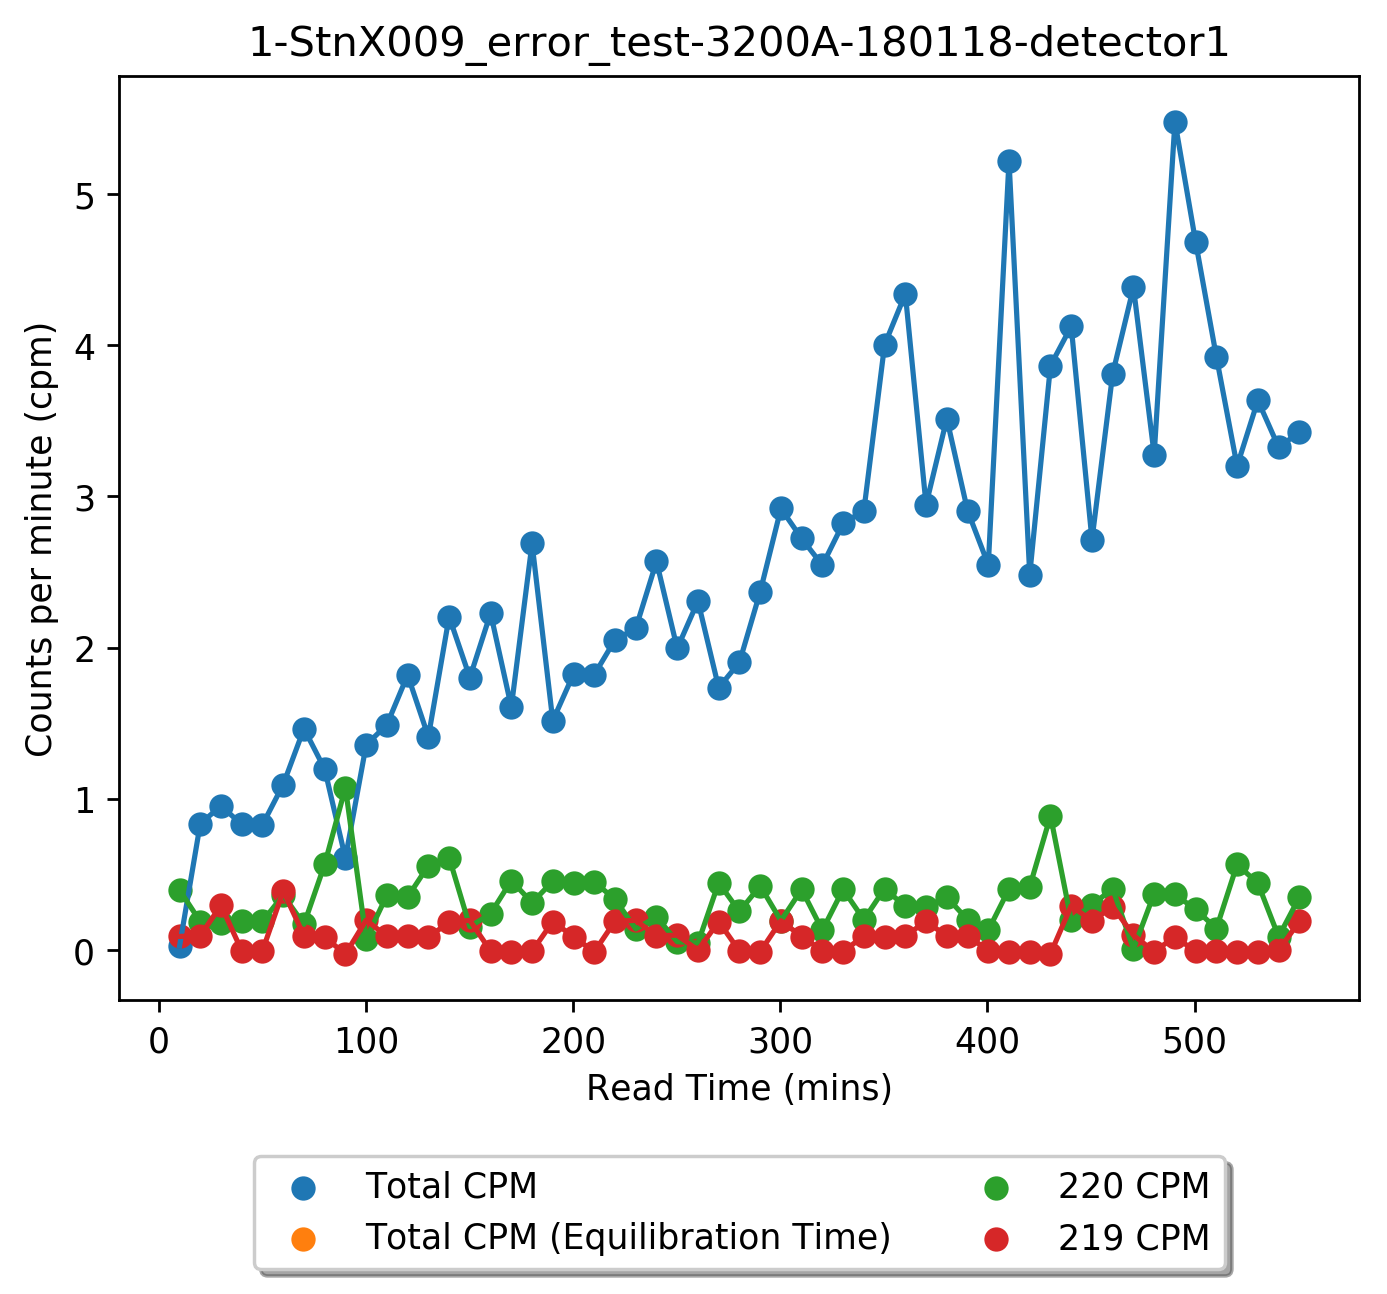 1-StnX009_error_test-3200A-180118-detector1
Counts per minute (cpm)
5
4
3
2
1
0
0 100 200 300 400 500
Read Time (mins)
Total CPM
Total CPM (Equilibration Time)
220 CPM
219 CPM